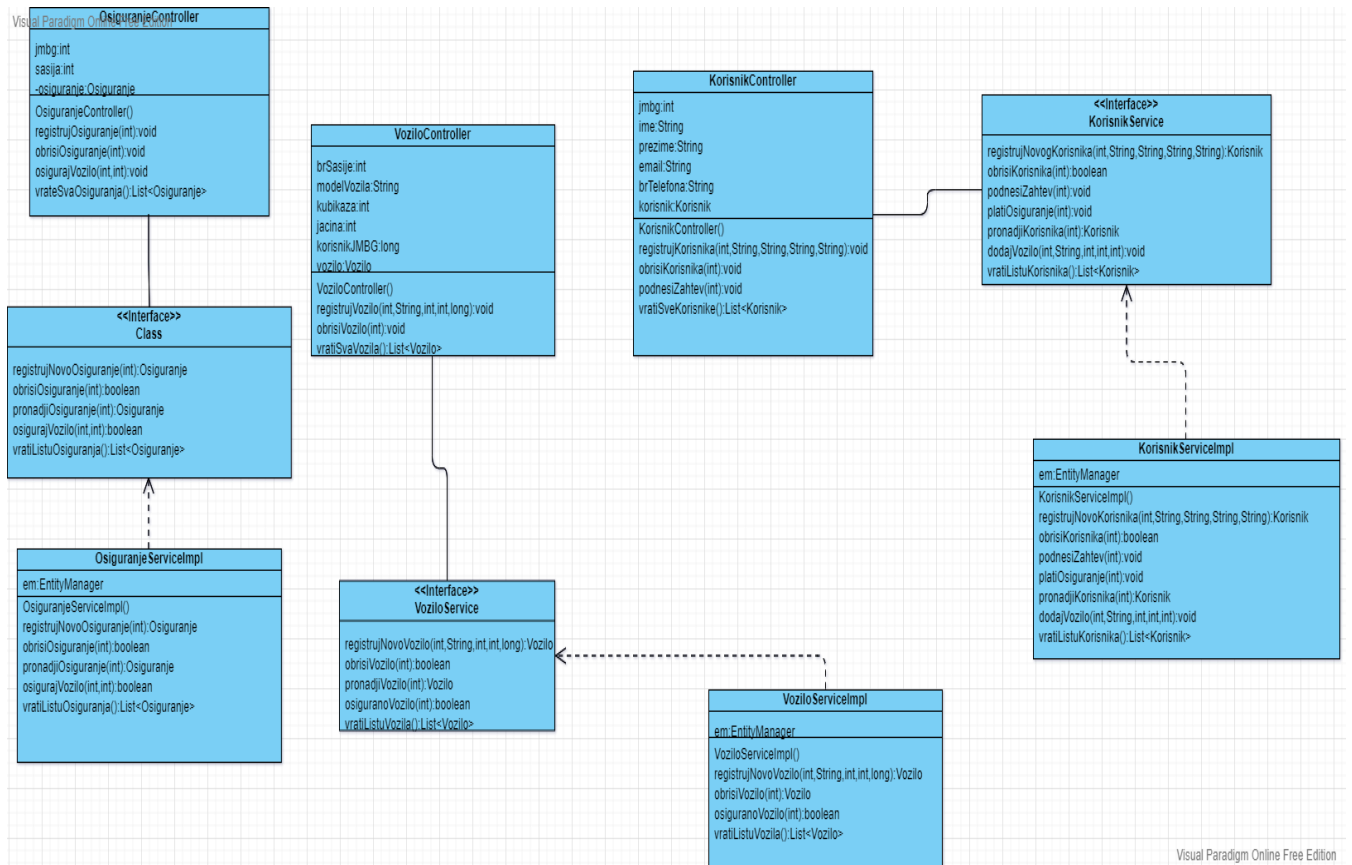 Visual Paradigm Online Free Edition
OsiguranjeController
jmbg:int
sasija:int
-osiguranje:Osiguranje
OsiguranjeController()
registrujOsiguranje(int):void
obrisiOsiguranje(int):void
osigurajVozilo(int,int):void
vrateSvaOsiguranja():List<Osiguranje>
<<Interface>>
Class
registrujNovoOsiguranje(int):Osiguranje
obrisiOsiguranje(int):boolean
pronadjiOsiguranje(int):Osiguranje
osigurajVozilo(int,int):boolean
vratiListuOsiguranja():List<Osiguranje>
OsiguranjeServiceImpl
em:EntityManager
OsiguranjeServiceImpl()
registrujNovoOsiguranje(int):Osiguranje
obrisiOsiguranje(int):boolean
pronadjiOsiguranje(int):Osiguranje
osigurajVozilo(int,int):boolean
vratiListuOsiguranja():List<Osiguranje>
VoziloController
brSasije:int
modelVozila:String
kubikaza:int
jacina:int
korisnikJMBG:long
vozilo:Vozilo
VoziloController()
registrujVozilo(int,String,int,int,long):void
obrisiVozilo(int):void
vratiSvaVozila():List<Vozilo>
<<Interface>>
VoziloService
registrujNovoVozilo(int,String,int,int,long):Vozilo
obrisiVozilo(int):boolean
pronadjiVozilo(int):Vozilo
osiguranoVozilo(int):boolean
vratiListuVozila():List<Vozilo>
VoziloServiceImpl
em:EntityManager
VoziloServiceImpl()
registrujNovoVozilo(int,String,int,int,long):Vozilo
obrisiVozilo(int):Vozilo
osiguranoVozilo(int):boolean
vratiListuVozila():List<Vozilo>
KorisnikController
jmbg:int
ime:String
prezime:String
email:String
brTelefona:String
korisnik:Korisnik
KorisnikController()
registrujKorisnika(int,String,String,String,String):void
obrisiKorisnika(int):void
podnesiZahtev(int):void
vratiSveKorisnike():List<Korisnik>
<<Interface>>
KorisnikService
registrujNovogKorisnika(int,String,String,String,String):Korisnik
obrisiKorisnika(int):boolean
podnesiZahtev(int):void
platiOsiguranje(int):void
pronadjiKorisnika(int):Korisnik
dodajVozilo(int,String,int,int,int):void
vratiListuKorisnika():List<Korisnik>
KorisnikServiceImpl
em:EntityManager
KorisnikServiceImpl()
registrujNovoKorisnika(int,String,String,String,String):Korisnik
obrisiKorisnika(int):boolean
podnesiZahtev(int):void
platiOsiguranje(int):void
pronadjiKorisnika(int):Korisnik
dodajVozilo(int,String,int,int,int):void
vratiListuKorisnika():List<Korisnik>
Visual Paradigm Online Free Edition